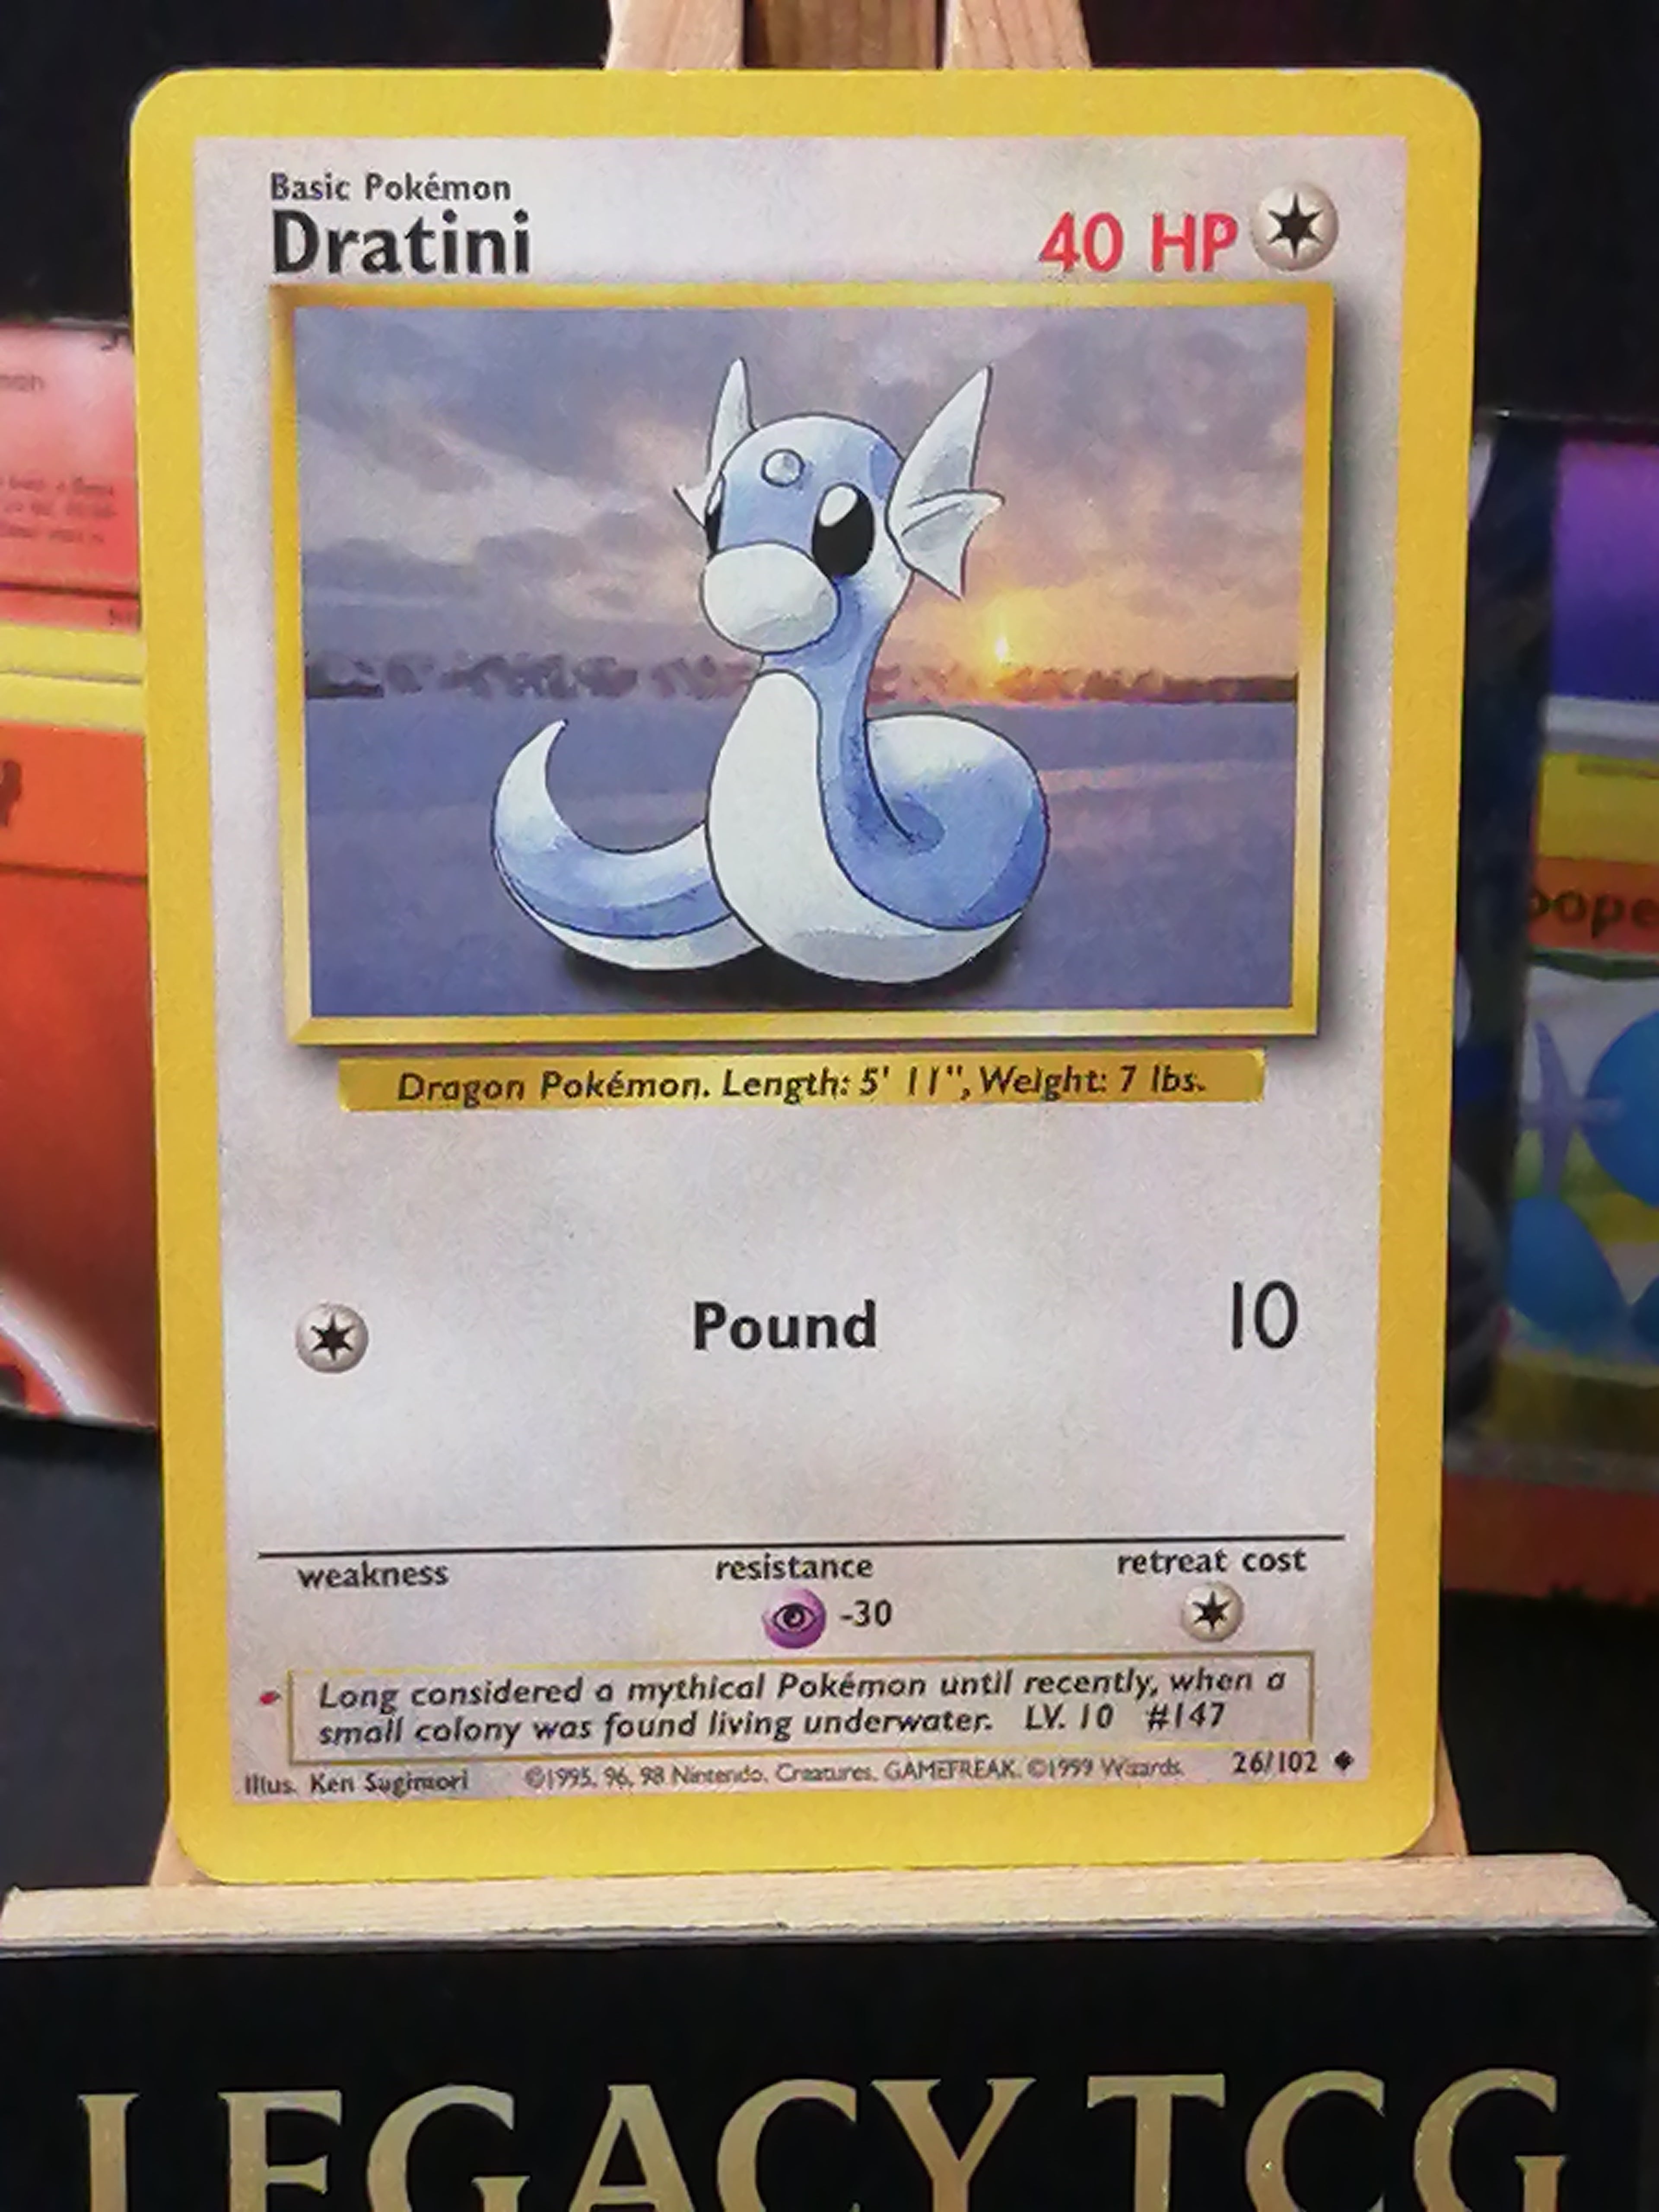 Basic Pokémon
Dratini
40 HP
Dragon Pokémon. Length: 5' 11", Weight: 7 lbs.
Pound 10
weakness resistance retreat cost
-30
Long considered a mythical Pokémon until recently, when a
small colony was found living underwater. LV. 10 #147
Illus. Ken Sugimori ©1995, 96, 98 Nintendo, Creatures, GAMEFREAK. ©1999 Wizards. 26/102
LEGACY TCG